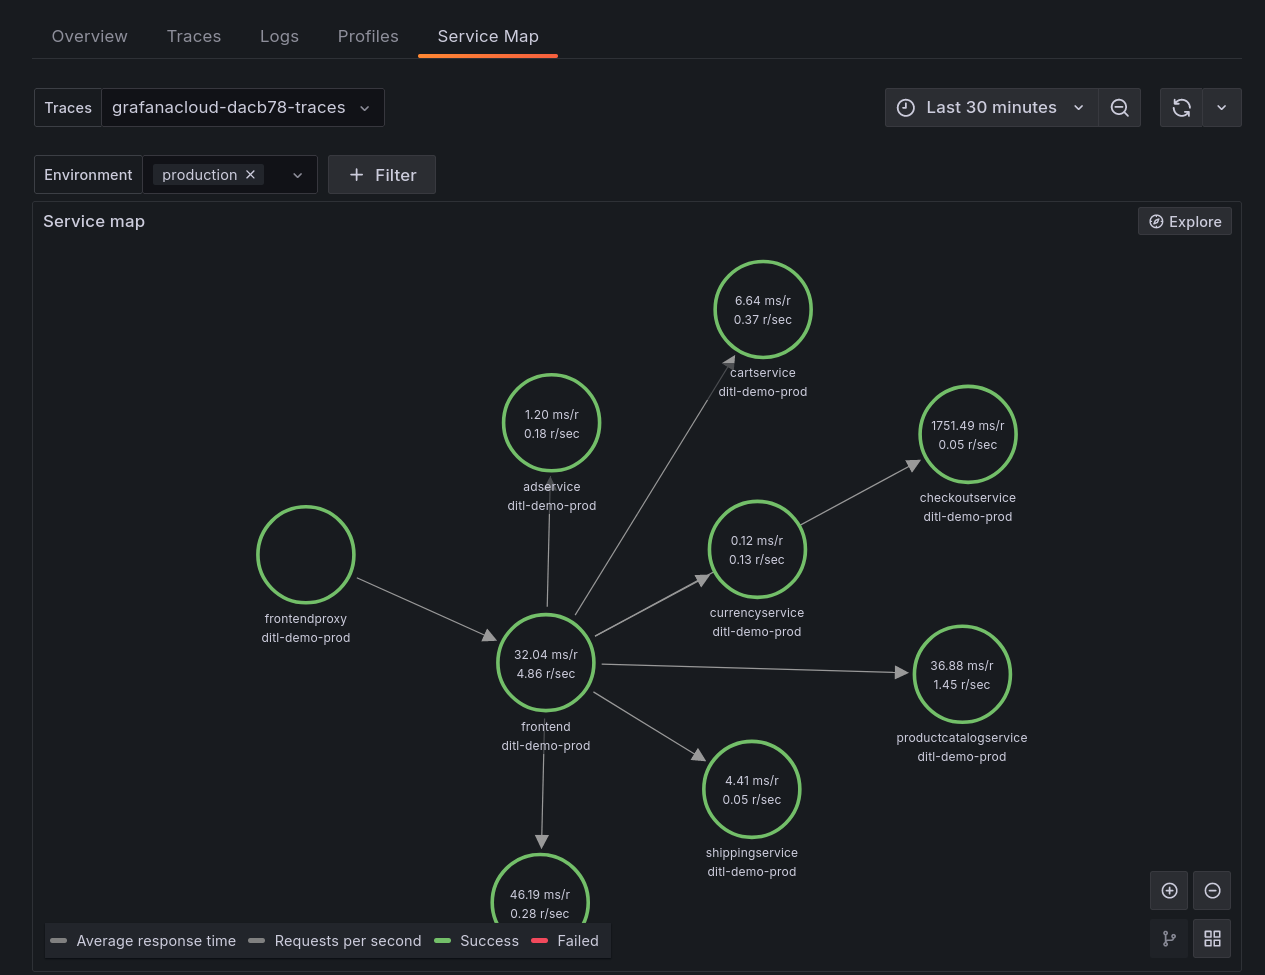 Overview Traces Logs Profiles Service Map
Traces grafanacloud-dacb78-traces Last 30 minutes
Environment production Filter
Service map Explore
6.64 ms/r
0.37 r/sec
cartservice
ditl-demo-prod
1.20 ms/r
0.18 r/sec
adservice
ditl-demo-prod
1751.49 ms/r
0.05 r/sec
checkoutservice
ditl-demo-prod
frontendproxy
ditl-demo-prod
0.12 ms/r
0.13 r/sec
currencyservice
ditl-demo-prod
32.04 ms/r
4.86 r/sec
frontend
ditl-demo-prod
36.88 ms/r
1.45 r/sec
productcatalogservice
ditl-demo-prod
4.41 ms/r
0.05 r/sec
shippingservice
ditl-demo-prod
46.19 ms/r
0.28 r/sec
Average response time Requests per second Success Failed